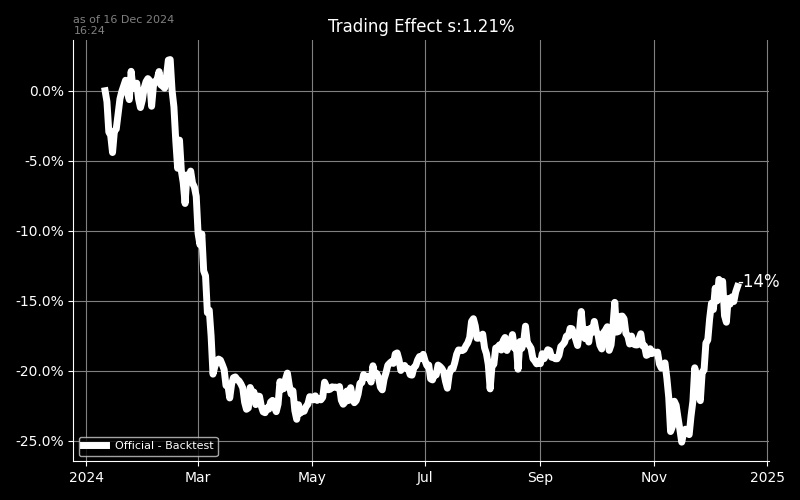 as of 16 Dec 2024
16:24
Trading Effect s:1.21%
0.0%
-5.0%
-10.0%
-15.0%
-20.0%
-25.0%
-14%
Official - Backtest
2024 Mar May Jul Sep Nov 2025